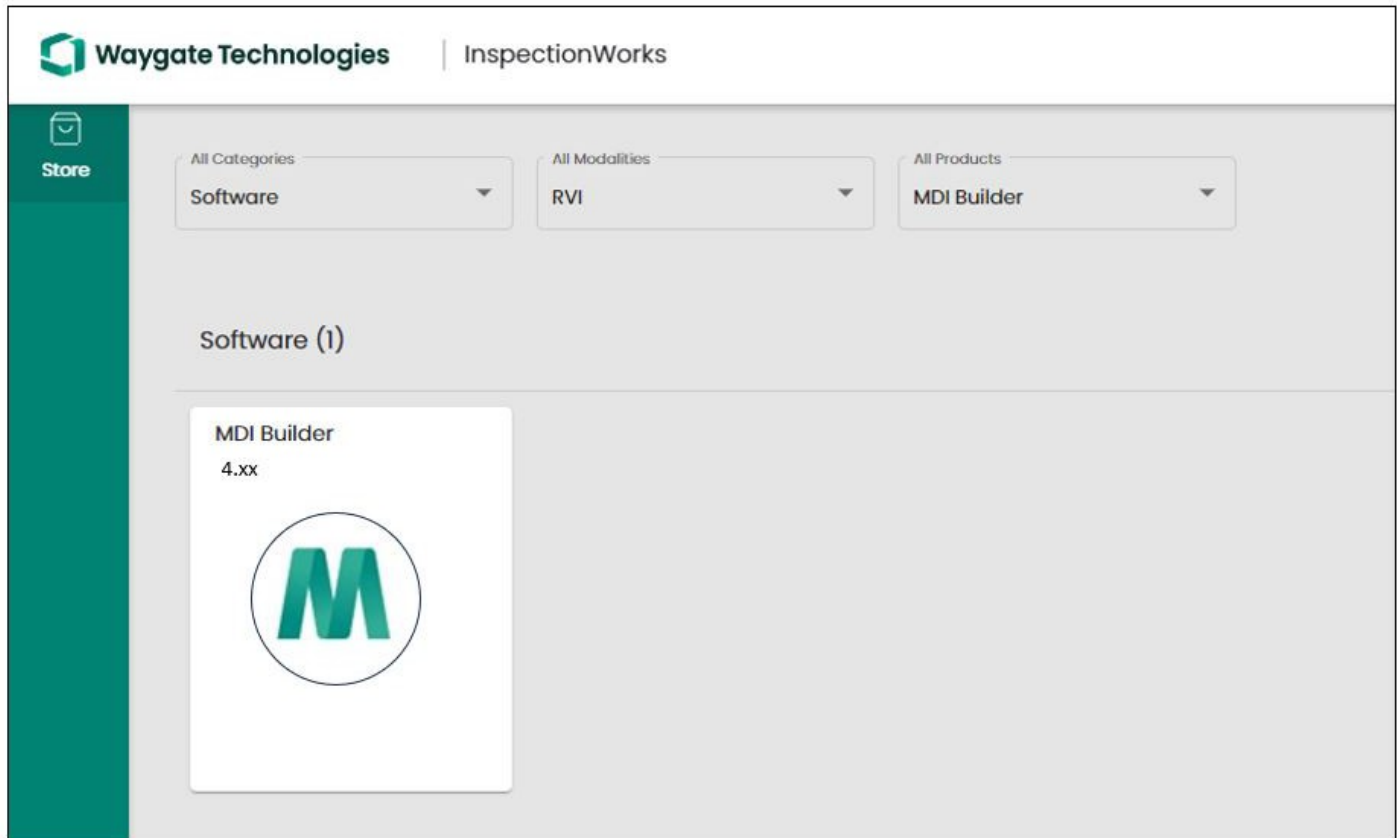 Waygate Technologies | InspectionWorks
Store
All Categories All Modalities All Products
Software RVI MDI Builder
Software (1)
MDI Builder
4.xx
M